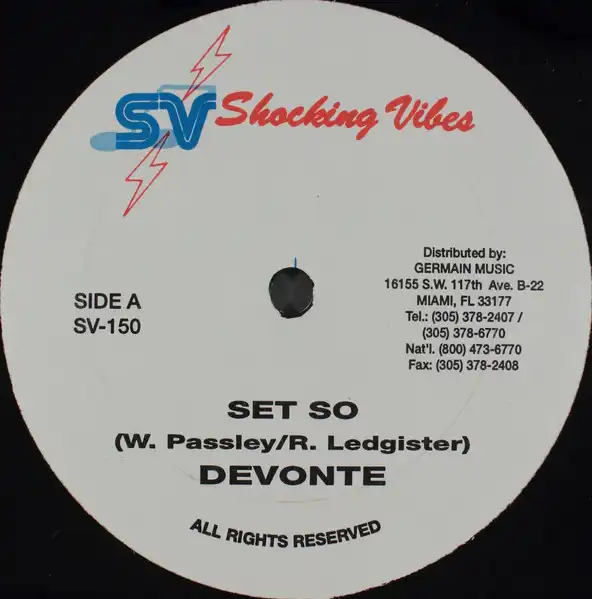 SV Shocking Vibes
SIDE A
SV-150
Distributed by:
GERMAIN MUSIC
16155 S.W. 117th Ave. B-22
MIAMI, FL 33177
Tel.: (305) 378-2407 /
(305) 378-6770
Nat'l. (800) 473-6770
Fax: (305) 378-2408
SET SO
(W. Passley/R. Ledgister)
DEVONTE
ALL RIGHTS RESERVED